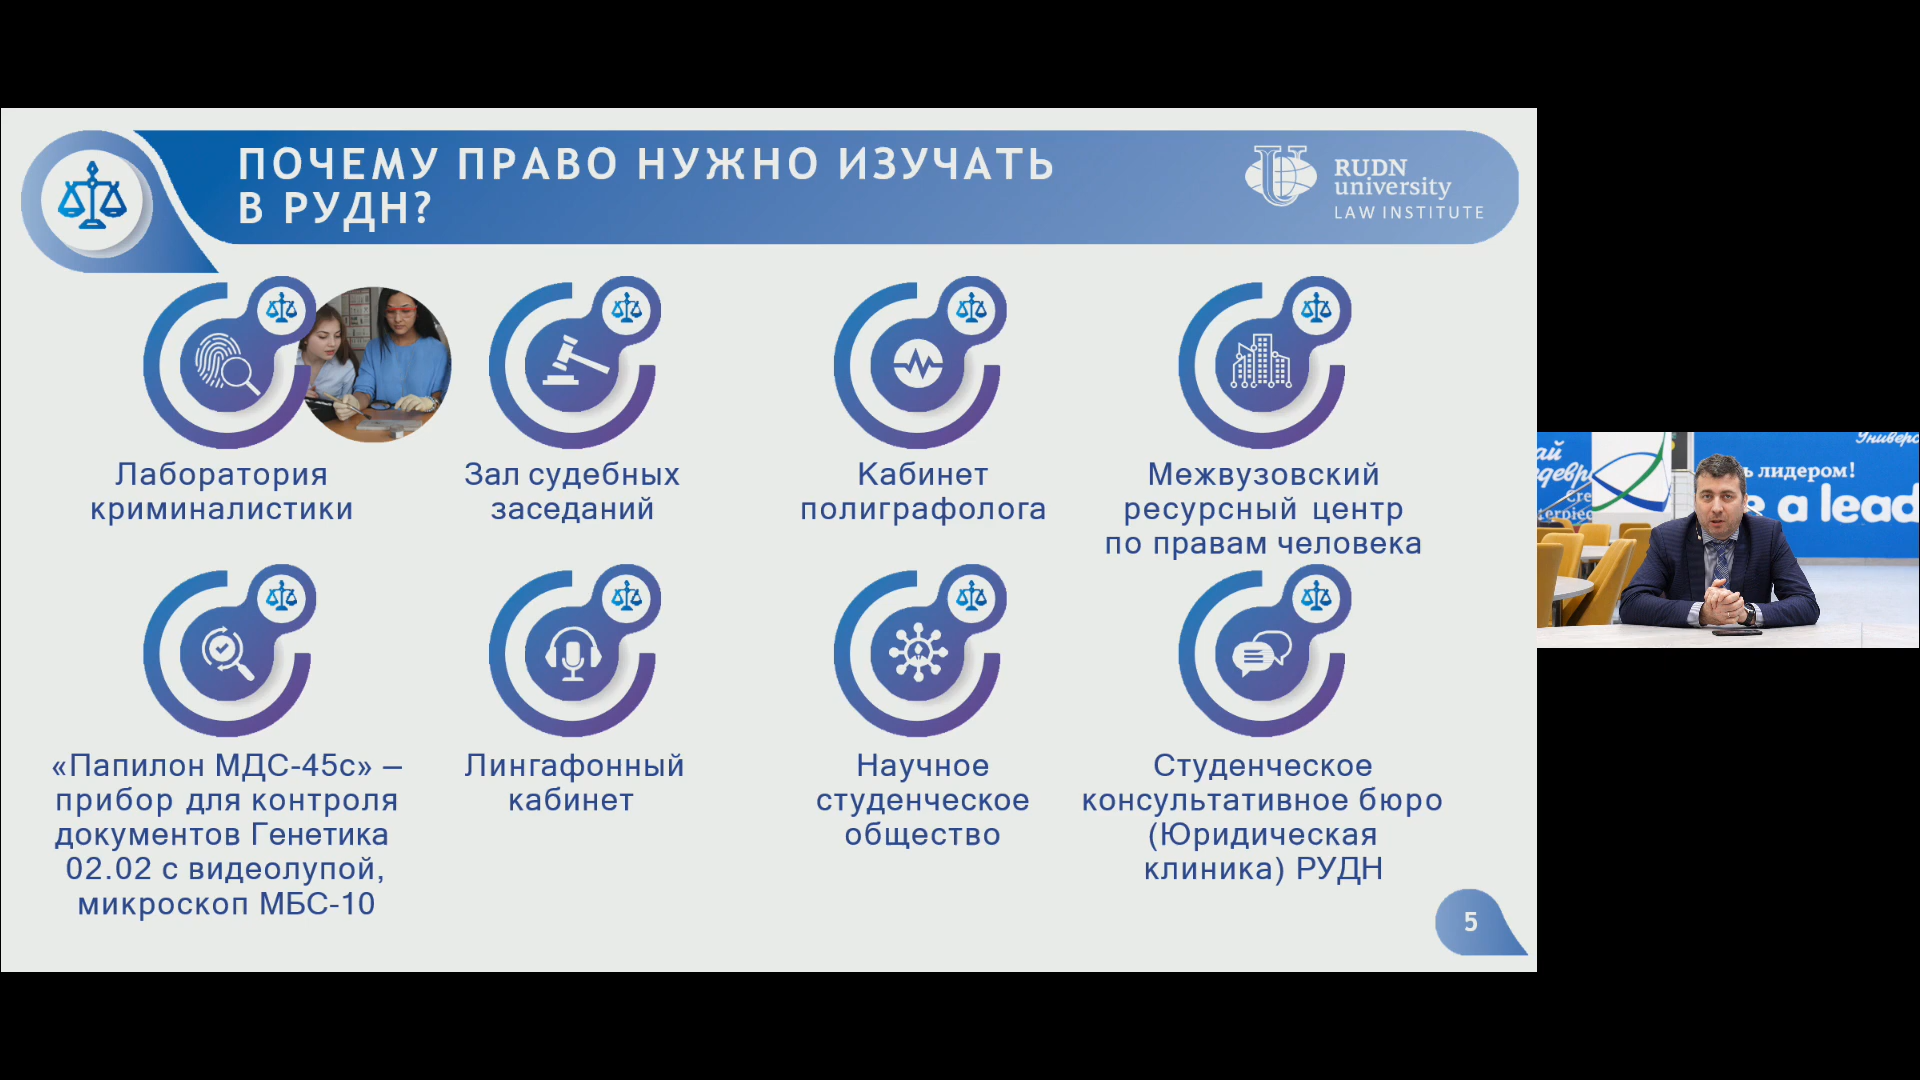 ПОЧЕМУ ПРАВО НУЖНО ИЗУЧАТЬ
В РУДН?
RUDN
university
LAW INSTITUTE
Лаборатория
криминалистики
Зал судебных
заседаний
Кабинет
полиграфолога
Межвузовский
ресурсный центр
по правам человека
«Папилон МДС-45с» —
прибор для контроля
документов Генетика
02.02 с видеолупой,
микроскоп МБС-10
Лингафонный
кабинет
Научное
студенческое
общество
Студенческое
консультативное бюро
(Юридическая
клиника) РУДН
5
лидером!
a lead